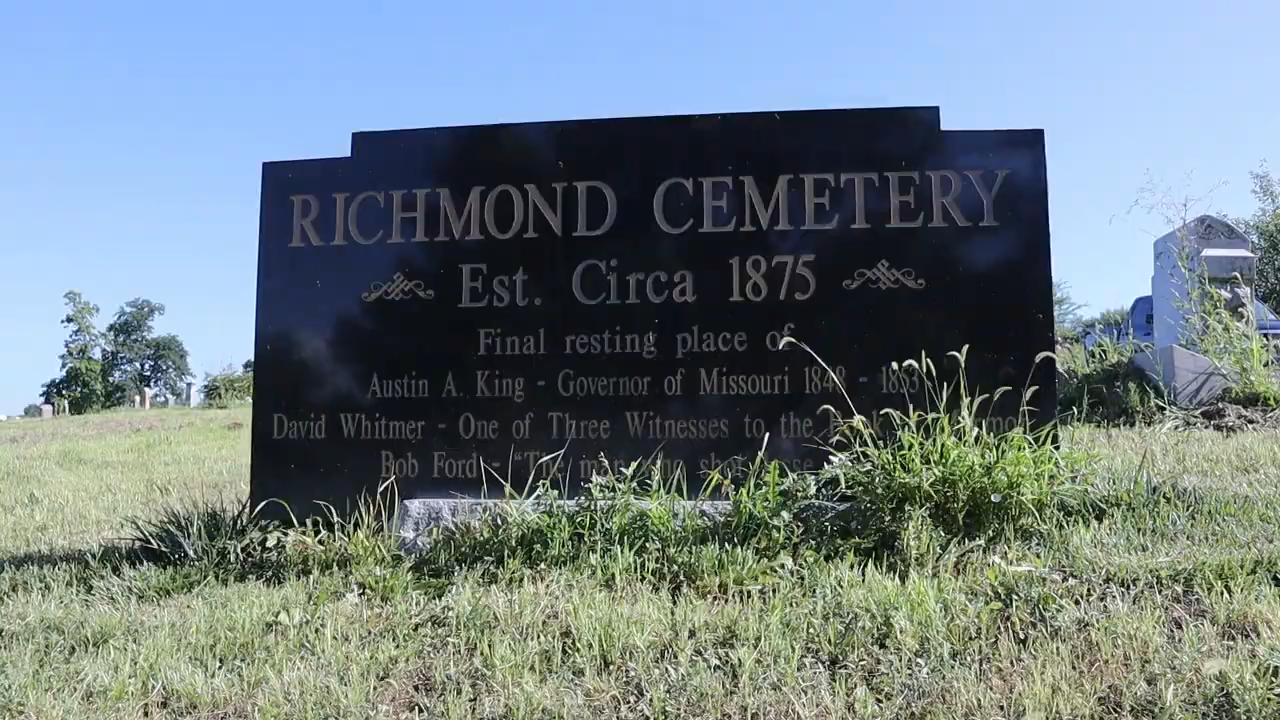 RICHMOND CEMETERY
Est. Circa 1875
Final resting place of
Austin A. King - Governor of Missouri 1848 - 1853
David Whitmer - One of Three Witnesses to the
Bob Ford - "The